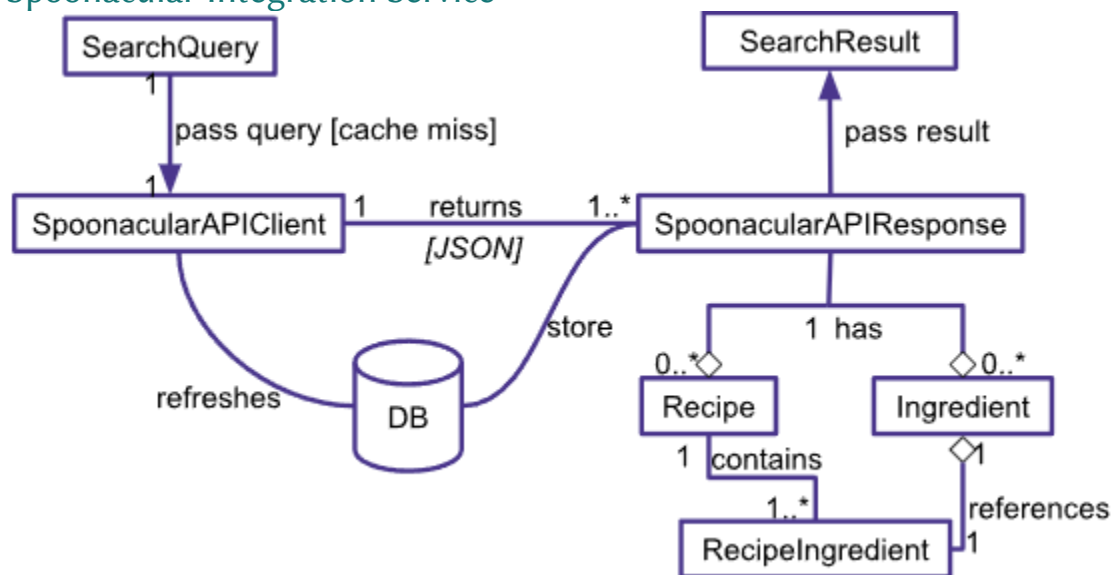 Spoonacular Integration Service
SearchQuery
SearchResult
1
pass query [cache miss]
pass result
1
SpoonacularAPIClient
1
returns
1..*
[JSON]
SpoonacularAPIResponse
store
1 has
refreshes
DB
0..*
0..*
Recipe
Ingredient
1
contains
1
1..*
references
RecipeIngredient
1